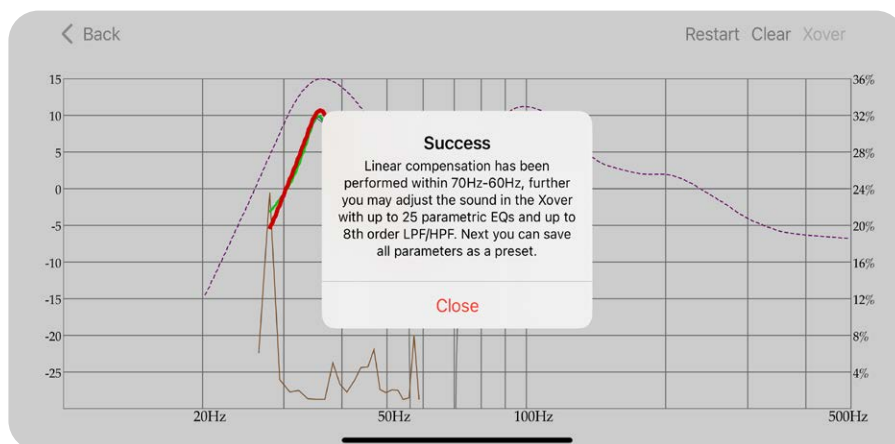 Back
Restart Clear Xover
15
10
5
0
-5
-10
-15
-20
-25
36%
32%
28%
24%
20%
16%
12%
8%
4%
Success
Linear compensation has been
performed within 70Hz-60Hz, further
you may adjust the sound in the Xover
with up to 25 parametric EQs and up to
8th order LPF/HPF. Next you can save
all parameters as a preset.
Close
20Hz
50Hz
100Hz
500Hz